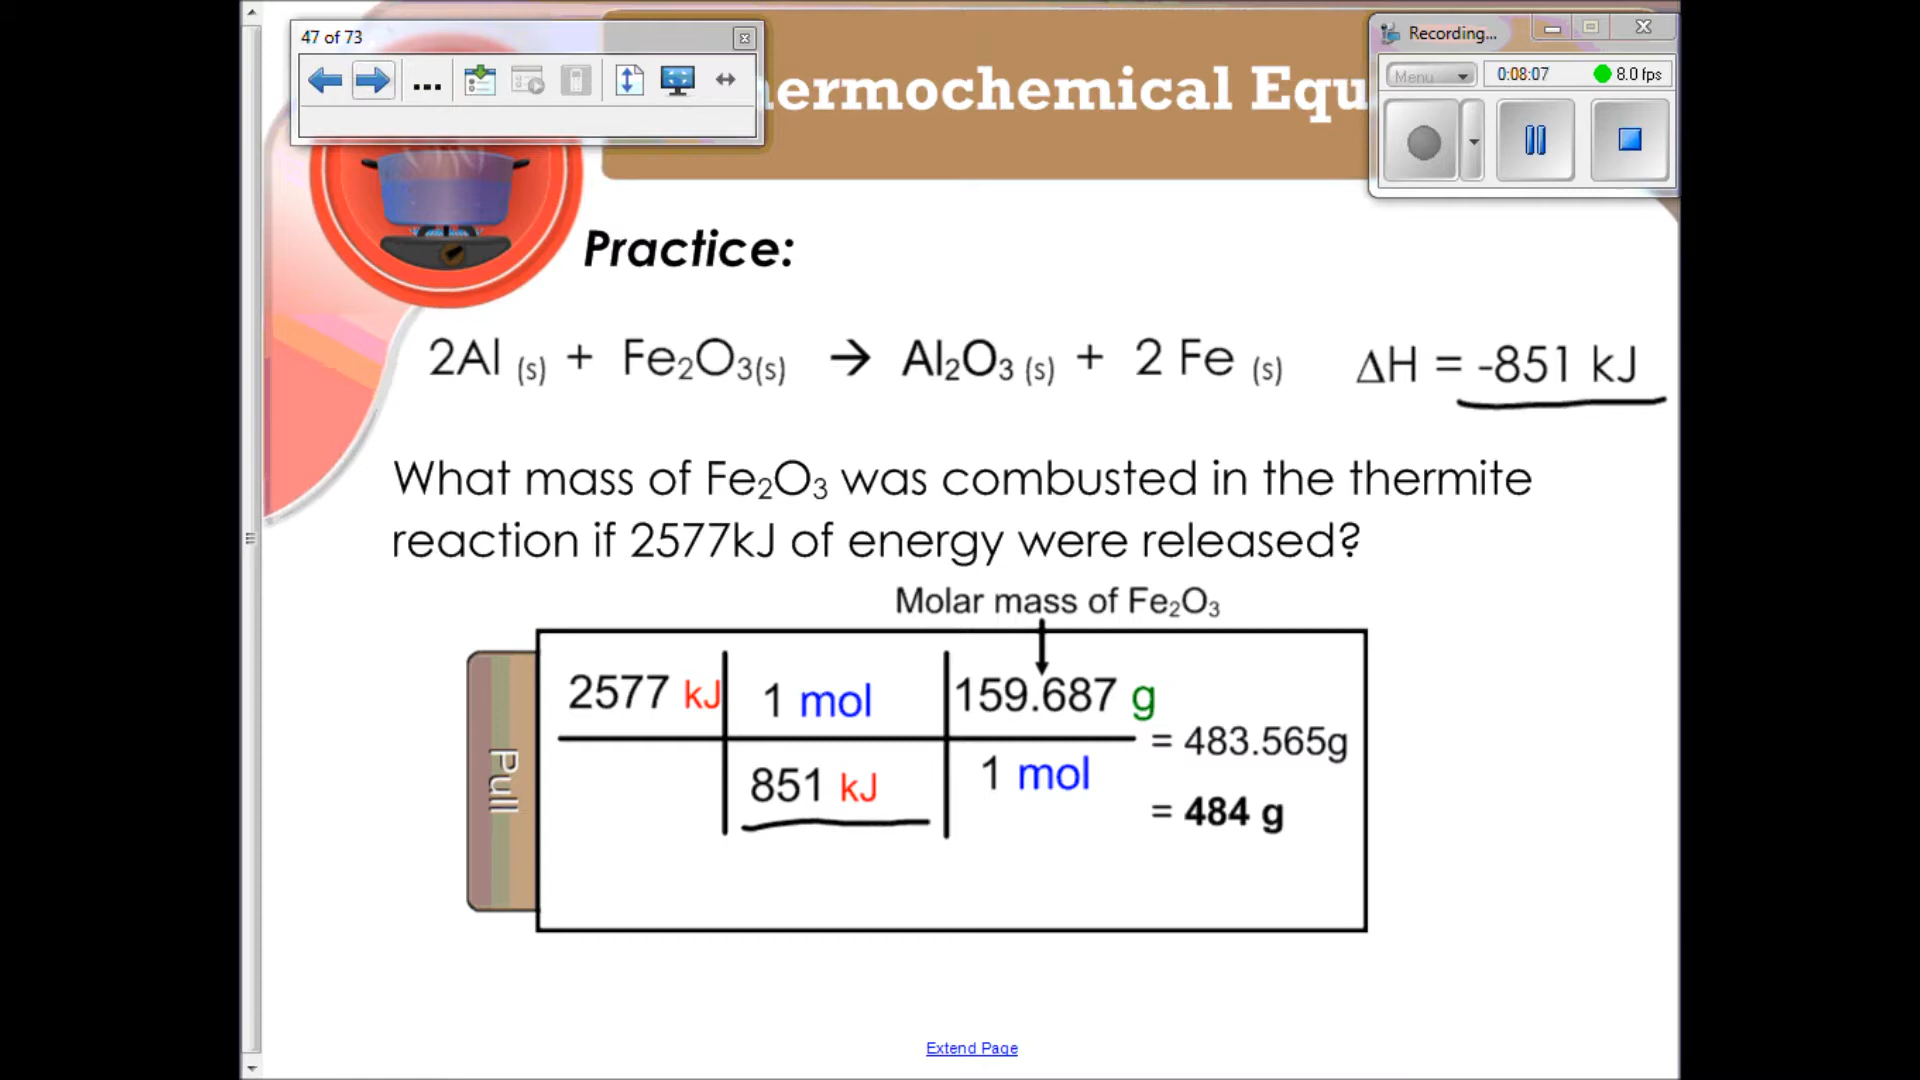 47 of 73
hermochemical Equ
Recording...
Menu
0:08:07
8.0 fps
Practice:
2Al (s) + Fe₂O₃(s) → Al₂O₃ (s) + 2 Fe (s) ΔH = -851 kJ
What mass of Fe₂O₃ was combusted in the thermite
reaction if 2577kJ of energy were released?
Molar mass of Fe₂O₃
2577 kJ 1 mol 159.687 g
= 483.565g
851 kJ 1 mol
= 484 g
Pull
Extend Page